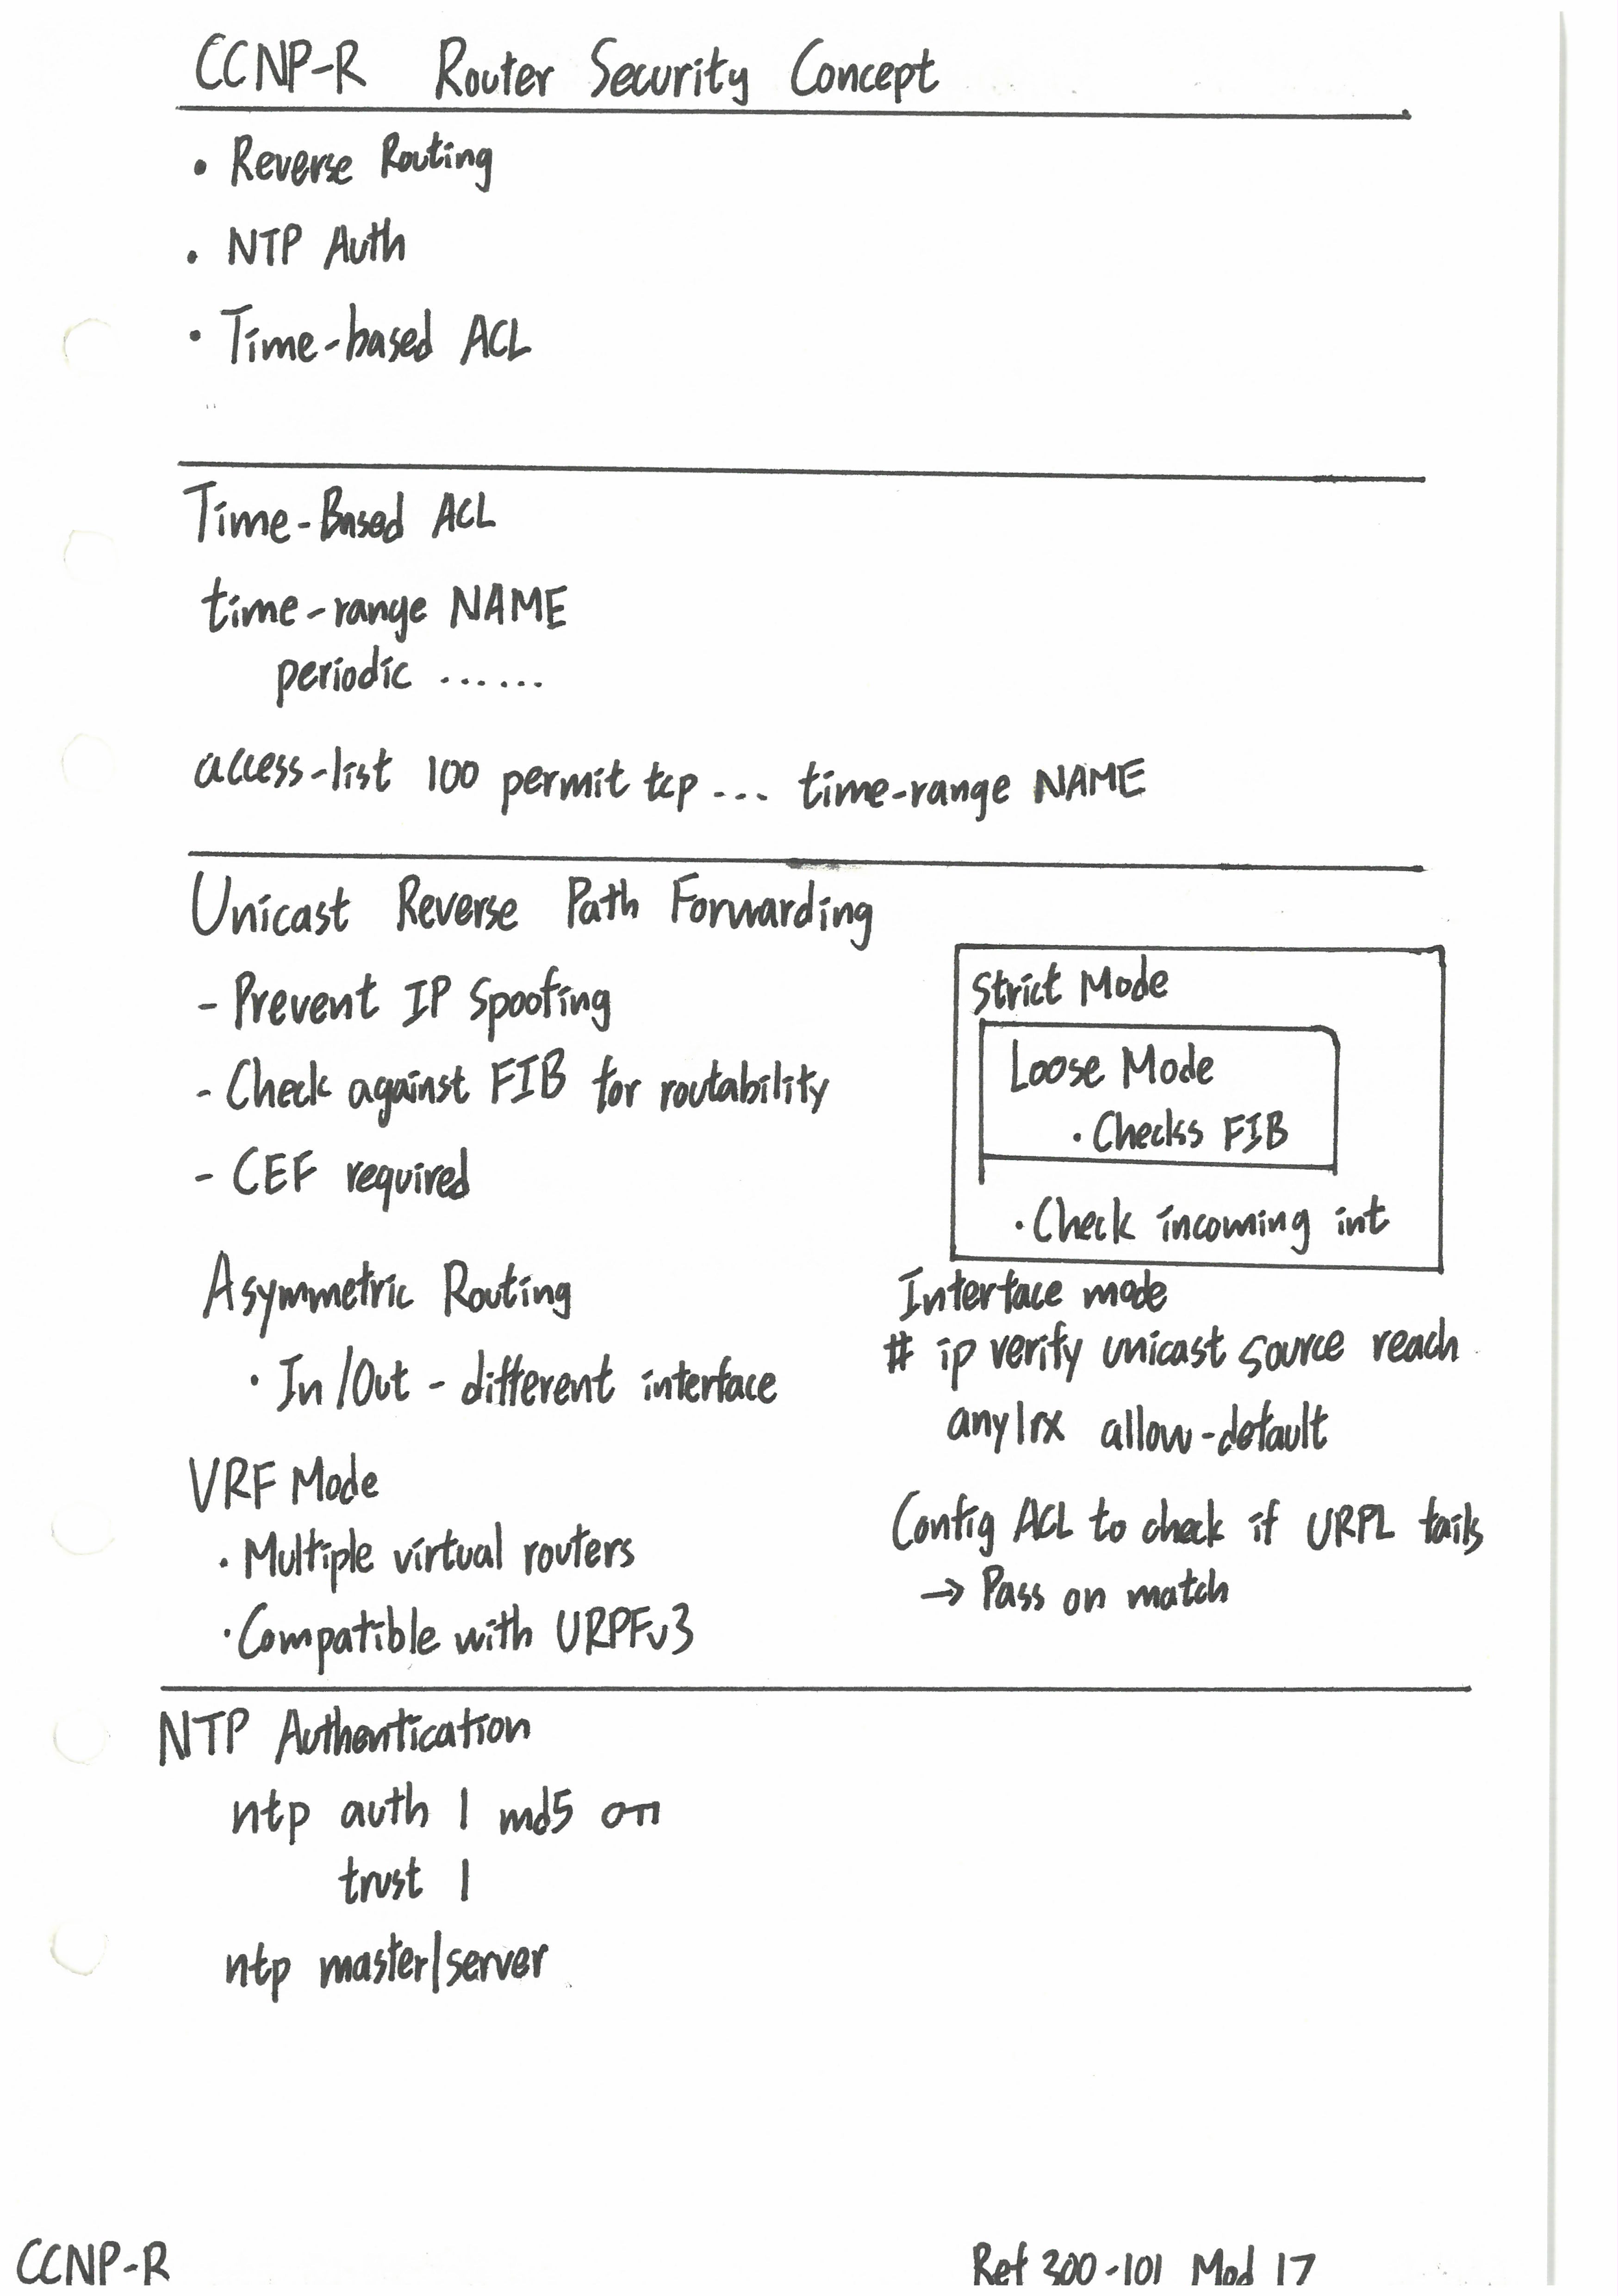 CCNP-R Router Security Concept
• Reverse Routing
• NTP Auth
• Time-based ACL
Time-Based ACL
time-range NAME
periodic ......
access-list 100 permit tcp ... time-range NAME
Unicast Reverse Path Forwarding
- Prevent IP Spoofing
- Check against FIB for routability
- CEF required
Asymmetric Routing
• In/Out - different interface
VRF Mode
• Multiple virtual routers
• Compatible with URPFv3
Strict Mode
Loose Mode
• Checks FIB
• Check incoming int
Interface mode
# ip verify unicast source reach
any|rx allow-default
Config ACL to check if URPL fails
→ Pass on match
NTP Authentication
ntp auth 1 md5
trust 1
ntp master/server
CCNP-R
Ref 300-101 Mod 17